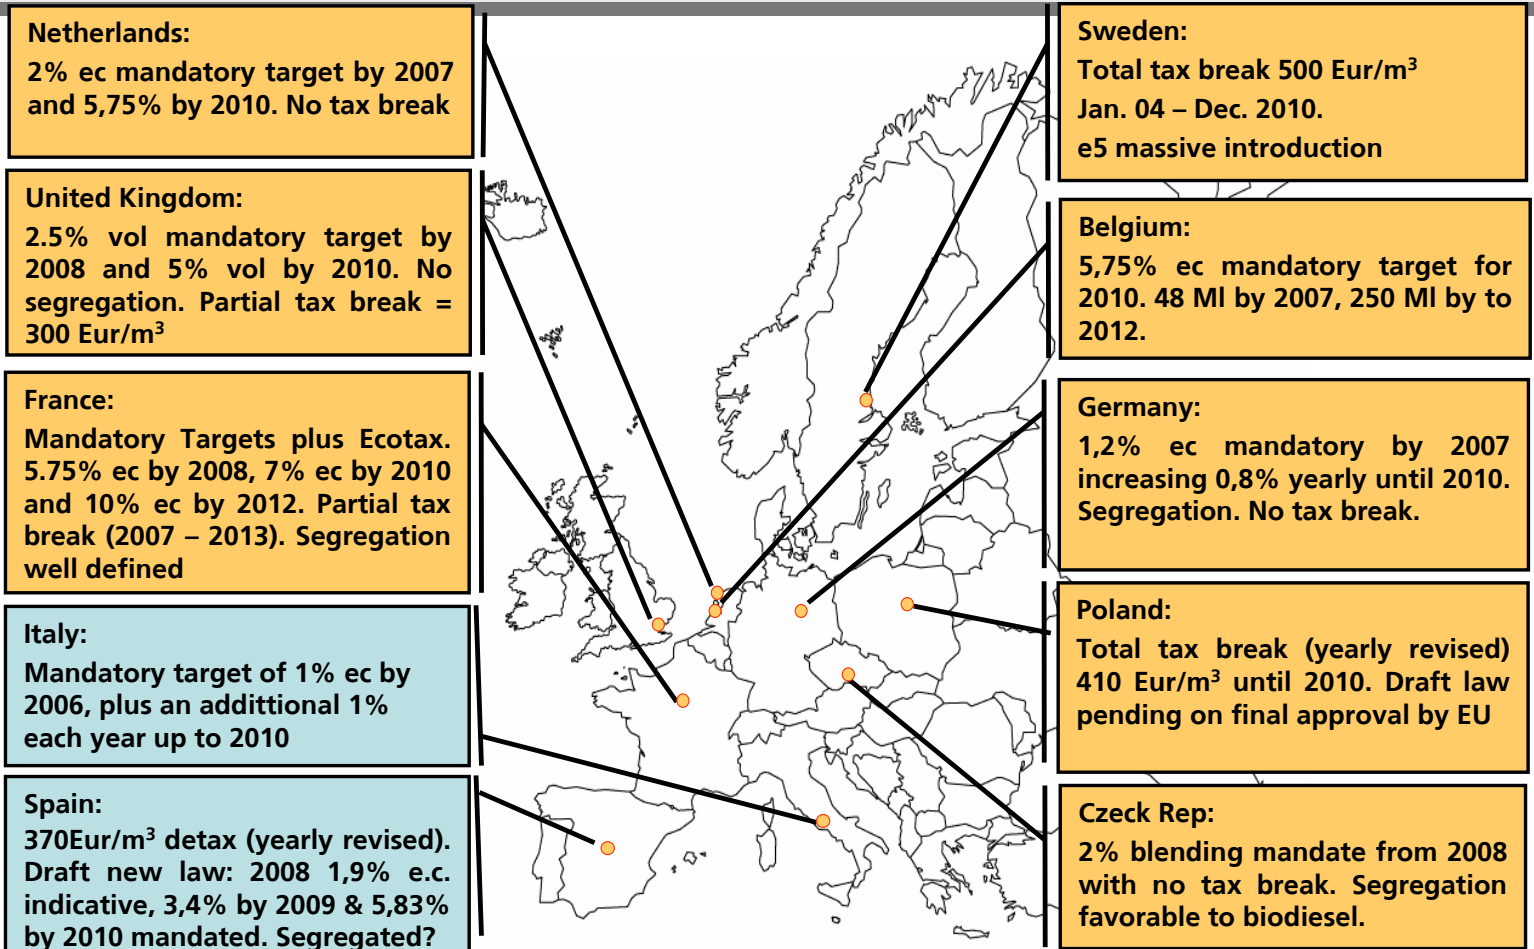 Netherlands:
2% ec mandatory target by 2007
and 5,75% by 2010. No tax break
United Kingdom:
2.5% vol mandatory target by
2008 and 5% vol by 2010. No
segregation. Partial tax break =
300 Eur/m³
France:
Mandatory Targets plus Ecotax.
5.75% ec by 2008, 7% ec by 2010
and 10% ec by 2012. Partial tax
break (2007 – 2013). Segregation
well defined
Italy:
Mandatory target of 1% ec by
2006, plus an addittional 1%
each year up to 2010
Spain:
370Eur/m³ detax (yearly revised).
Draft new law: 2008 1,9% e.c.
indicative, 3,4% by 2009 & 5,83%
by 2010 mandated. Segregated?
Sweden:
Total tax break 500 Eur/m³
Jan. 04 – Dec. 2010.
e5 massive introduction
Belgium:
5,75% ec mandatory target for
2010. 48 Ml by 2007, 250 Ml by to
2012.
Germany:
1,2% ec mandatory by 2007
increasing 0,8% yearly until 2010.
Segregation. No tax break.
Poland:
Total tax break (yearly revised)
410 Eur/m³ until 2010. Draft law
pending on final approval by EU
Czeck Rep:
2% blending mandate from 2008
with no tax break. Segregation
favorable to biodiesel.